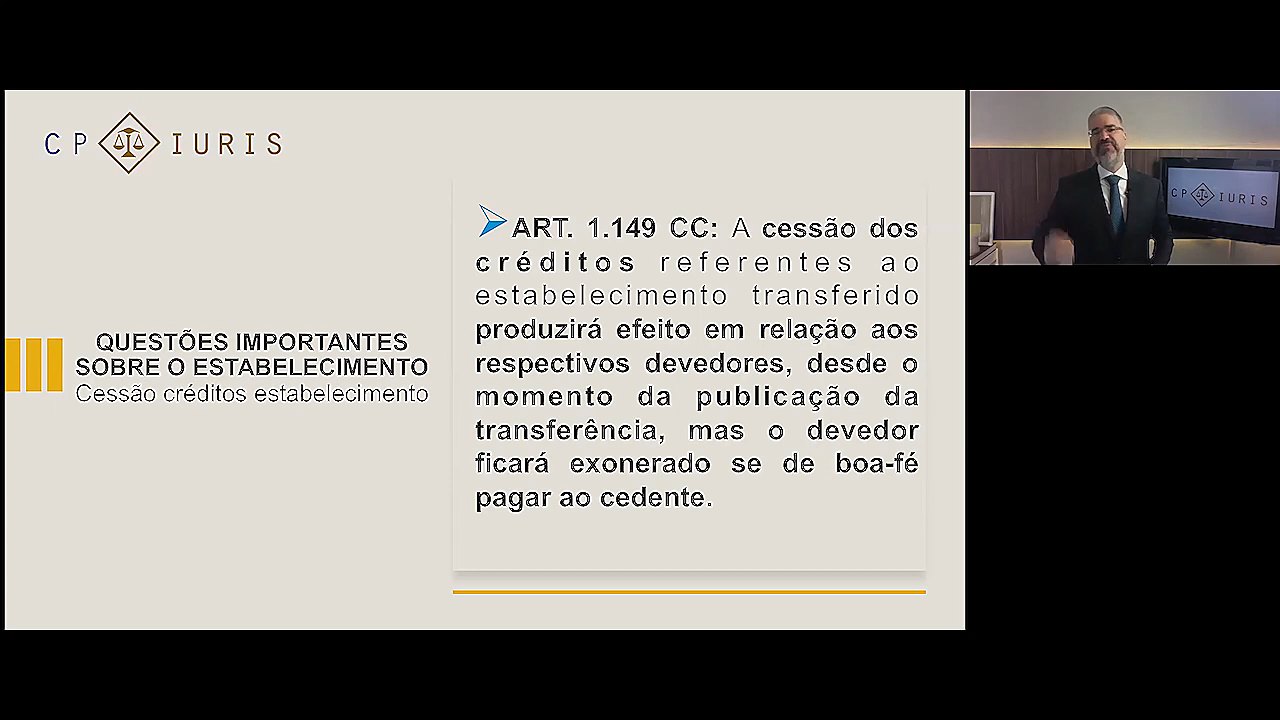 CP IURIS
ART. 1.149 CC: A cessão dos
créditos referentes ao
estabelecimento transferido
produzirá efeito em relação aos
respectivos devedores, desde o
momento da publicação da
transferência, mas o devedor
ficará exonerado se de boa-fé
pagar ao cedente.
QUESTÕES IMPORTANTES
SOBRE O ESTABELECIMENTO
Cessão créditos estabelecimento
CP IURIS